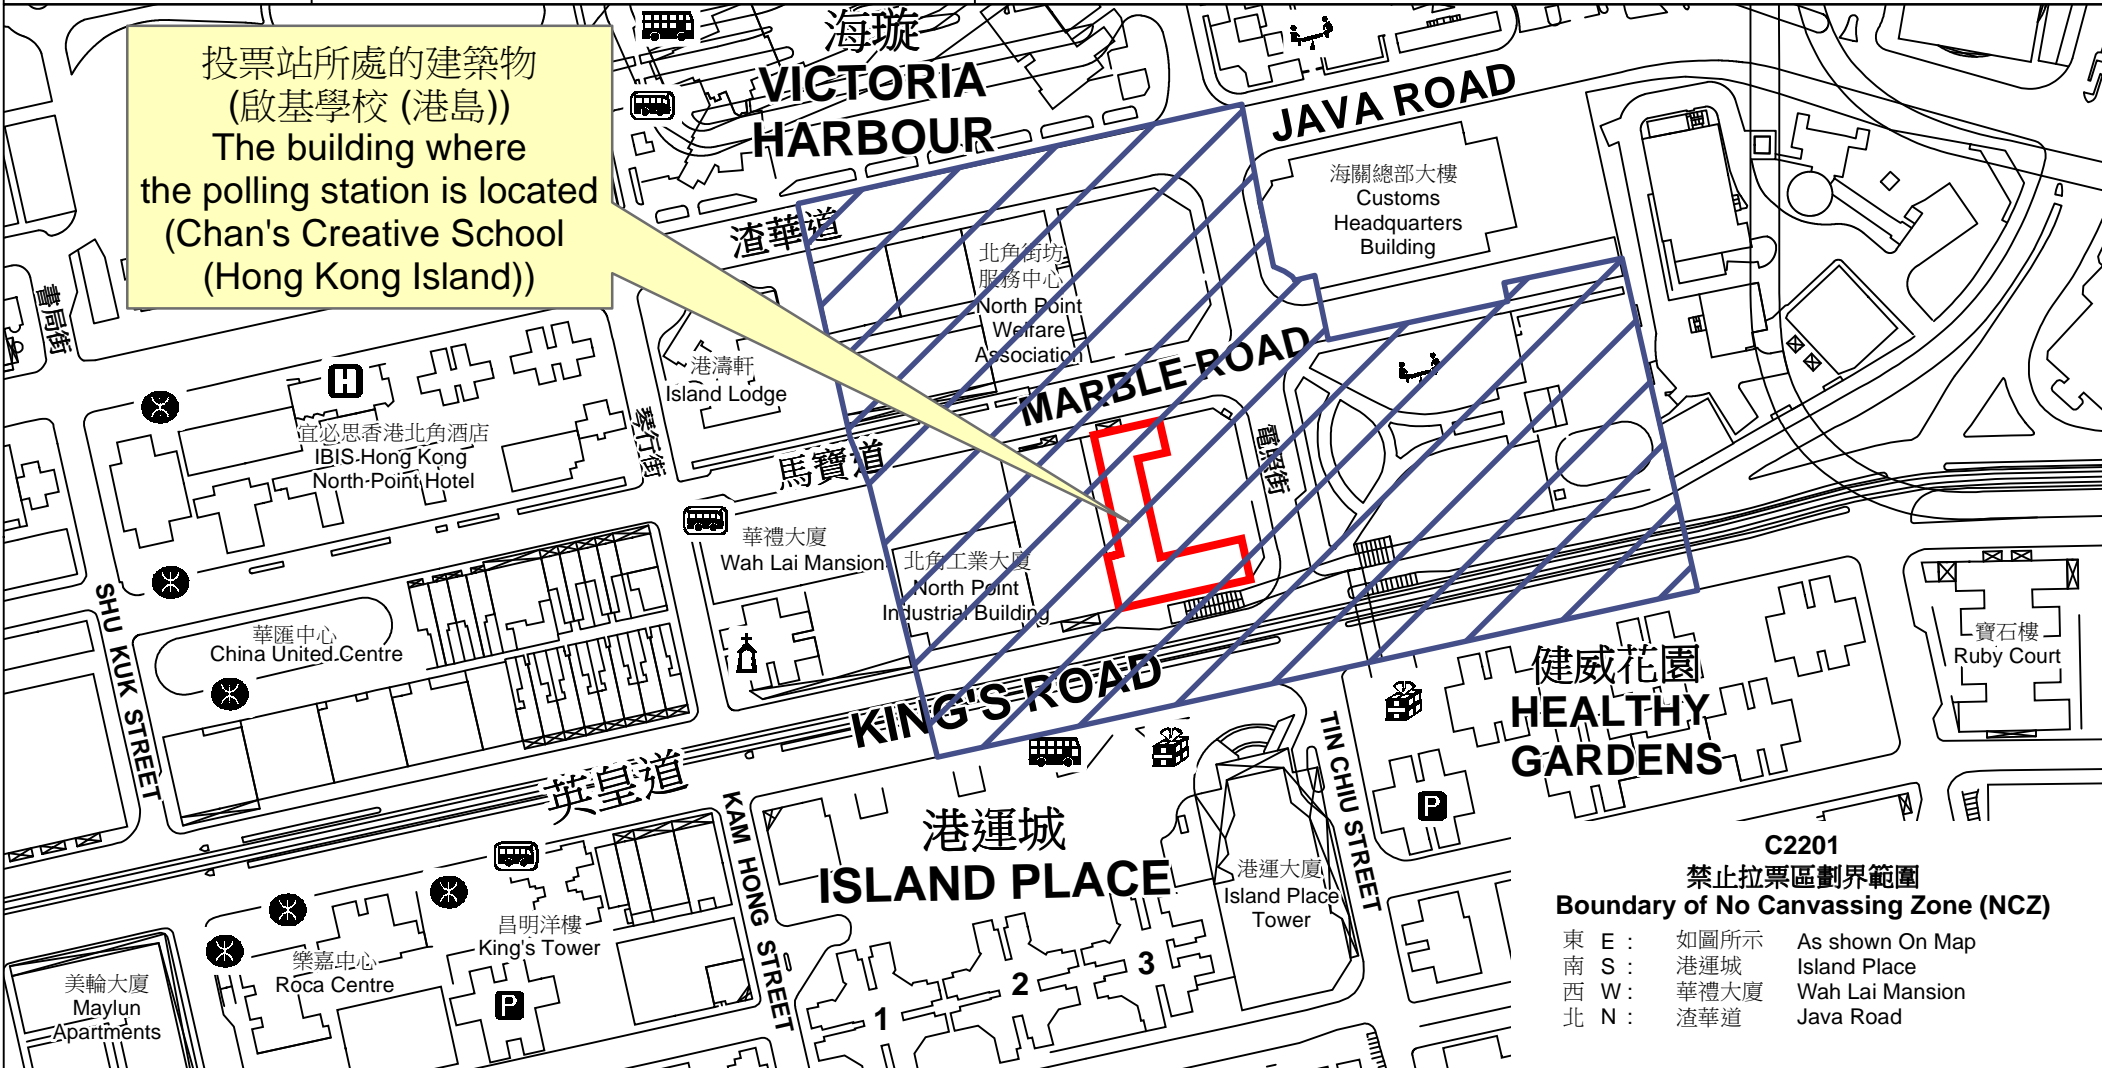 投票站所處的建築物
(啟基學校 (港島))
The building where
the polling station is located
(Chan's Creative School
(Hong Kong Island))
海璇
VICTORIA
HARBOUR
JAVA ROAD
渣華道
海關總部大樓
Customs
Headquarters
Building
北角街坊
服務中心
North Point
Welfare
Association
書局街
港濤軒
Island Lodge
MARBLE ROAD
馬寶道
琴行街
電照街
H
宜必思香港北角酒店
IBIS Hong Kong
North Point Hotel
華禮大廈
Wah Lai Mansion
北角工業大廈
North Point
Industrial Building
SHU KUK STREET
華匯中心
China United Centre
KING'S ROAD
英皇道
健威花園
HEALTHY
GARDENS
寶石樓
Ruby Court
TIN CHIU STREET
KAM HONG STREET
P
港運城
ISLAND PLACE
港運大廈
Island Place
Tower
昌明洋樓
King's Tower
樂嘉中心
Roca Centre
美輪大廈
Maylun
Apartments
P
1
2
3
C2201
禁止拉票區劃界範圍
Boundary of No Canvassing Zone (NCZ)
東 E : 如圖所示 As shown On Map
南 S : 港運城 Island Place
西 W : 華禮大廈 Wah Lai Mansion
北 N : 渣華道 Java Road